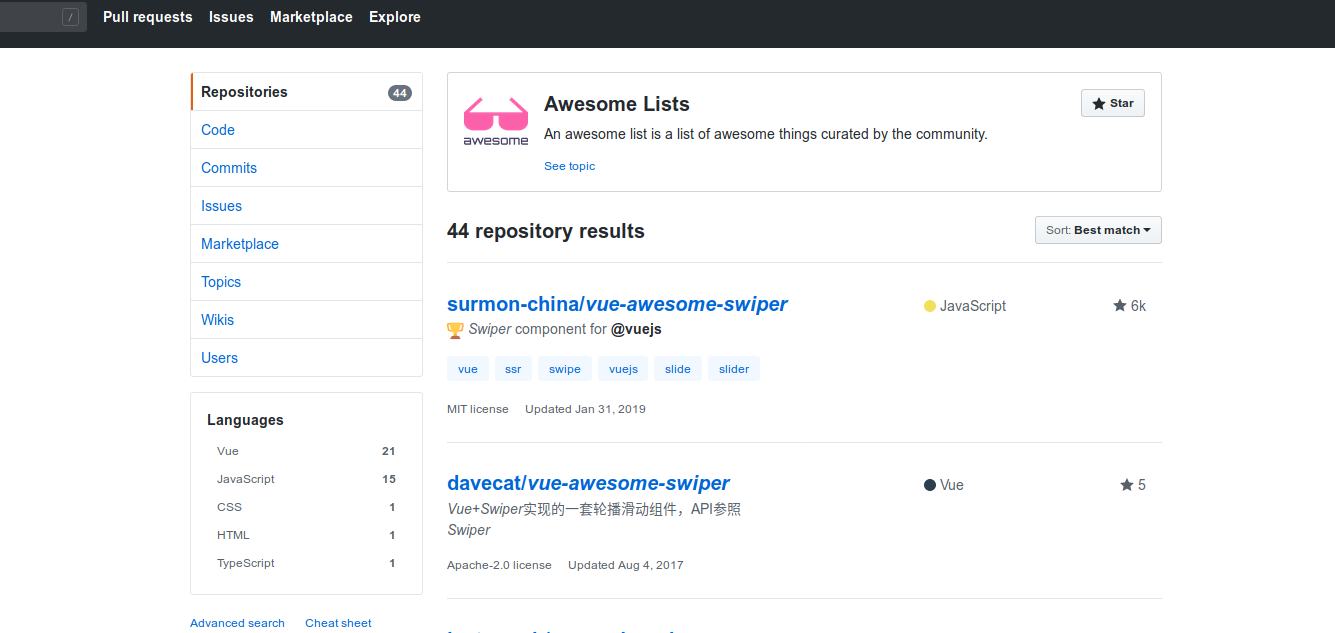 / Pull requests Issues Marketplace Explore
Repositories 44
Code
Commits
Issues
Marketplace
Topics
Wikis
Users
Languages
Vue 21
JavaScript 15
CSS 1
HTML 1
TypeScript 1
Advanced search Cheat sheet
awesome
Awesome Lists
Star
An awesome list is a list of awesome things curated by the community.
See topic
44 repository results
Sort: Best match
surmon-china/vue-awesome-swiper
JavaScript
6k
Swiper component for @vuejs
vue ssr swipe vuejs slide slider
MIT license Updated Jan 31, 2019
davecat/vue-awesome-swiper
Vue
5
Vue+Swiper实现的一套轮播滑动组件，API参照
Swiper
Apache-2.0 license Updated Aug 4, 2017